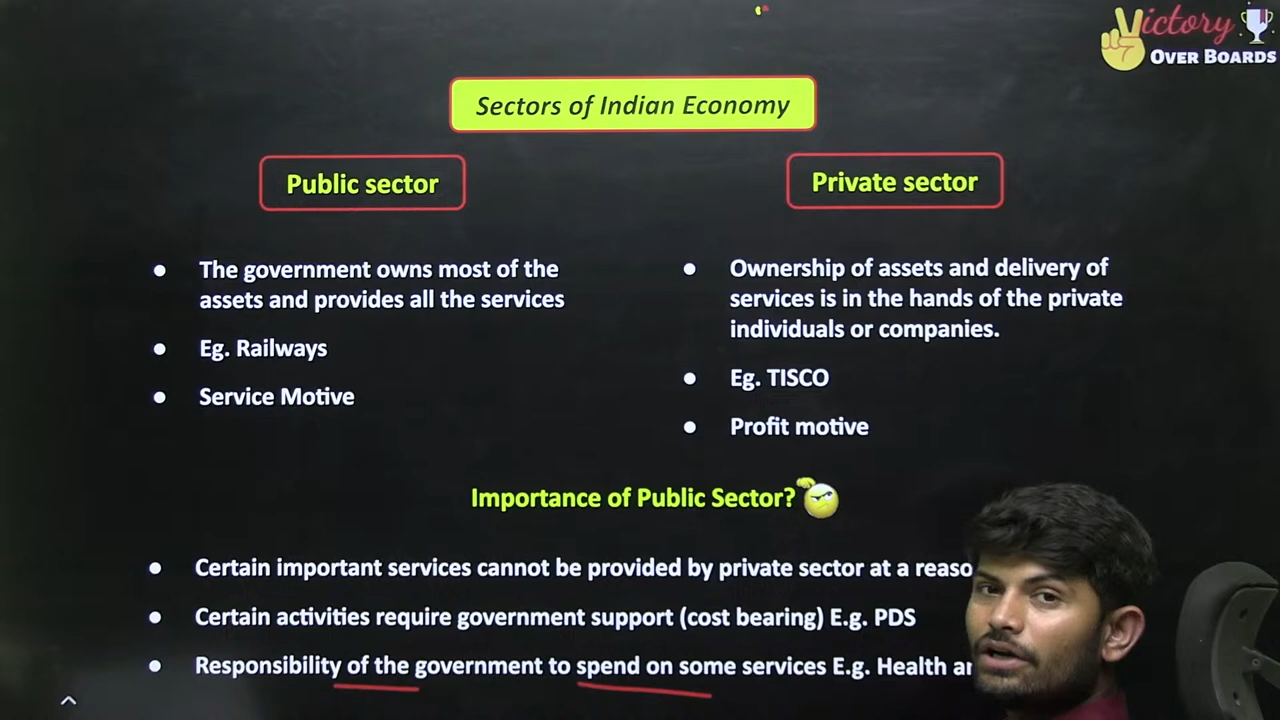 Victory
OVER BOARDS
Sectors of Indian Economy
Public sector
● The government owns most of the
assets and provides all the services
● Eg. Railways
● Service Motive
Private sector
● Ownership of assets and delivery of
services is in the hands of the private
individuals or companies.
● Eg. TISCO
● Profit motive
Importance of Public Sector?
● Certain important services cannot be provided by private sector at a
● Certain activities require government support (cost bearing) E.g. PDS
● Responsibility of the government to spend on some services E.g. Health